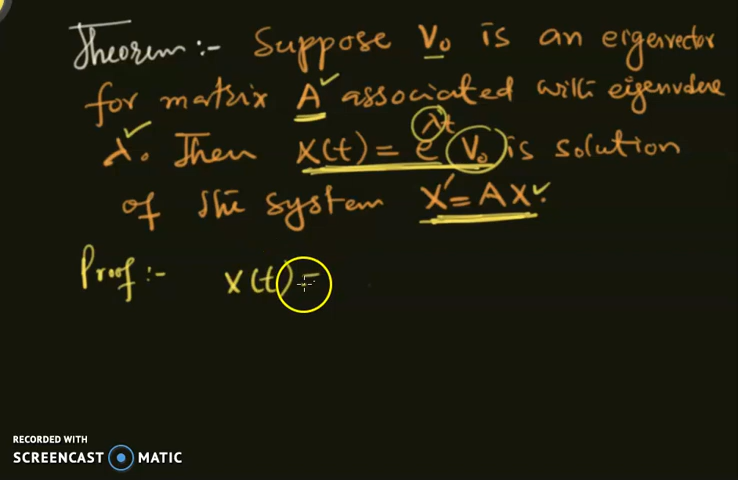 Theorem:- Suppose V₀ is an eigenvector
for matrix A associated with eigenvalue
λ. Then X(t) = e^λt V₀ is solution
of the system X' = AX.
Proof:- X(t) =
RECORDED WITH
SCREENCAST MATIC